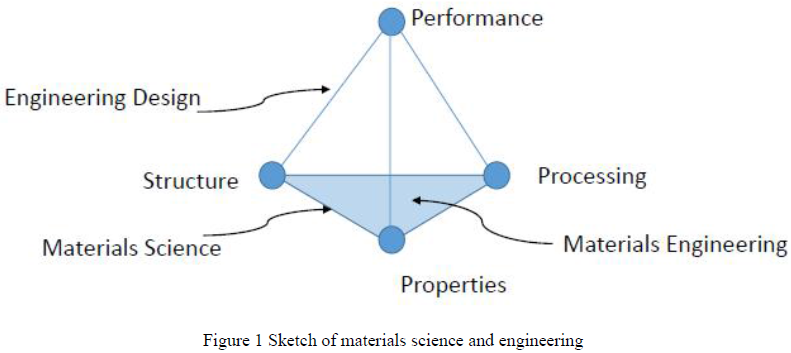 Performance
Engineering Design
Structure
Processing
Materials Science
Materials Engineering
Properties
Figure 1 Sketch of materials science and engineering